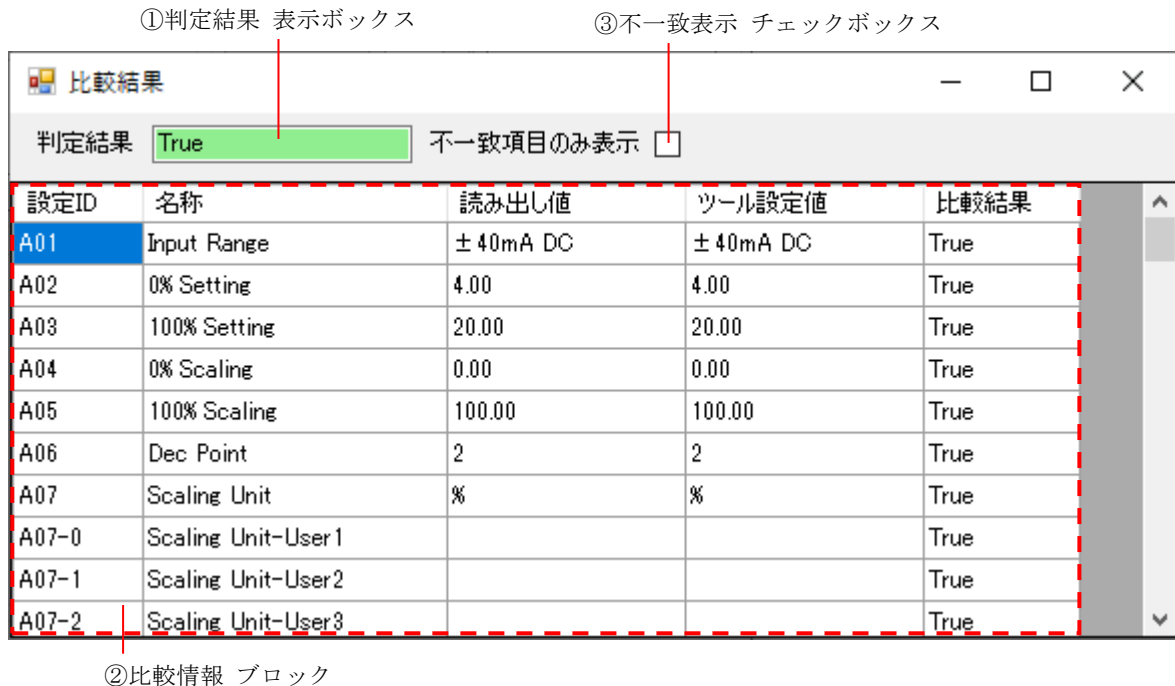 ①判定結果 表示ボックス
③不一致表示 チェックボックス
比較結果
判定結果 True 不一致項目のみ表示
設定ID 名称 読み出し値 ツール設定値 比較結果
A01 Input Range ±40mA DC ±40mA DC True
A02 0% Setting 4.00 4.00 True
A03 100% Setting 20.00 20.00 True
A04 0% Scaling 0.00 0.00 True
A05 100% Scaling 100.00 100.00 True
A06 Dec Point 2 2 True
A07 Scaling Unit % % True
A07-0 Scaling Unit-User1 True
A07-1 Scaling Unit-User2 True
A07-2 Scaling Unit-User3 True
②比較情報 ブロック